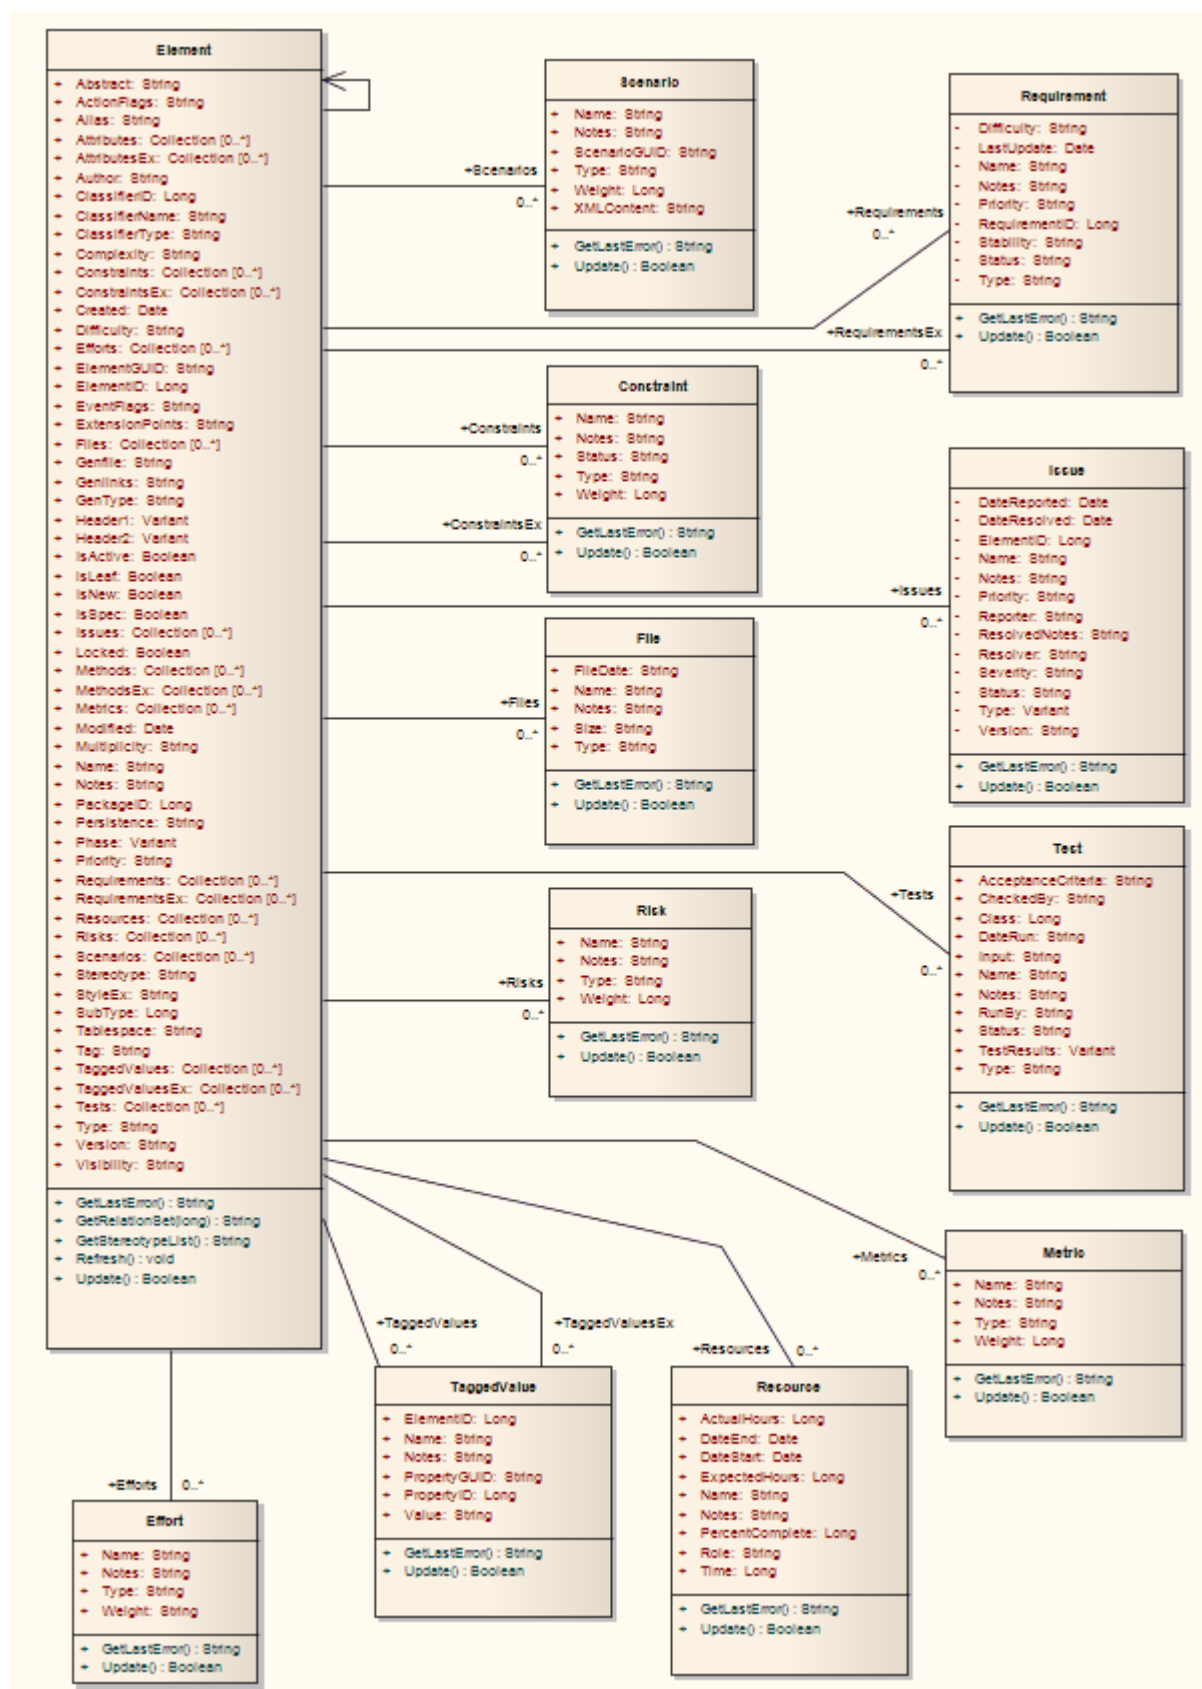 Element
+ Abstract: String
+ ActionFlags: String
+ Alias: String
+ Attributes: Collection [0..*]
+ AttributesEx: Collection [0..*]
+ Author: String
+ ClassifierID: Long
+ ClassifierName: String
+ ClassifierType: String
+ Complexity: String
+ Constraints: Collection [0..*]
+ ConstraintsEx: Collection [0..*]
+ Created: Date
+ Difficulty: String
+ Efforts: Collection [0..*]
+ ElementGUID: String
+ ElementID: Long
+ EventFlags: String
+ ExtensionPoints: String
+ Files: Collection [0..*]
+ Genfile: String
+ Genlinks: String
+ GenType: String
+ Header1: Variant
+ Header2: Variant
+ IsActive: Boolean
+ IsLeaf: Boolean
+ IsNew: Boolean
+ IsSpec: Boolean
+ Issues: Collection [0..*]
+ Locked: Boolean
+ Methods: Collection [0..*]
+ MethodsEx: Collection [0..*]
+ Metrics: Collection [0..*]
+ Modified: Date
+ Multiplicity: String
+ Name: String
+ Notes: String
+ PackageID: Long
+ Persistence: String
+ Phase: Variant
+ Priority: String
+ Requirements: Collection [0..*]
+ RequirementsEx: Collection [0..*]
+ Resources: Collection [0..*]
+ Risks: Collection [0..*]
+ Scenarios: Collection [0..*]
+ Stereotype: String
+ StyleEx: String
+ SubType: Long
+ Tablespace: String
+ Tag: String
+ TaggedValues: Collection [0..*]
+ TaggedValuesEx: Collection [0..*]
+ Tests: Collection [0..*]
+ Type: String
+ Version: String
+ Visibility: String
+ GetLastError() : String
+ GetRelationSet(long) : String
+ GetStereotypeList() : String
+ Refresh() : void
+ Update() : Boolean
+Scenarios
0..*
Scenario
+ Name: String
+ Notes: String
+ ScenarioGUID: String
+ Type: String
+ Weight: Long
+ XMLContent: String
+ GetLastError() : String
+ Update() : Boolean
+Requirements
0..*
+RequirementsEx
0..*
Requirement
- Difficulty: String
- LastUpdate: Date
- Name: String
- Notes: String
- Priority: String
- RequirementID: Long
- Stability: String
- Status: String
- Type: String
+ GetLastError() : String
+ Update() : Boolean
+Constraints
0..*
+ConstraintsEx
0..*
Constraint
+ Name: String
+ Notes: String
+ Status: String
+ Type: String
+ Weight: Long
+ GetLastError() : String
+ Update() : Boolean
+Issues
0..*
Issue
- DateReported: Date
- DateResolved: Date
- ElementID: Long
- Name: String
- Notes: String
- Priority: String
- Reporter: String
- ResolvedNotes: String
- Resolver: String
- Severity: String
- Status: String
- Type: Variant
- Version: String
+ GetLastError() : String
+ Update() : Boolean
+Files
0..*
File
+ FileDate: String
+ Name: String
+ Notes: String
+ Size: String
+ Type: String
+ GetLastError() : String
+ Update() : Boolean
+Tests
0..*
Test
+ AcceptanceCriteria: String
+ CheckedBy: String
+ Class: Long
+ DateRun: String
+ Input: String
+ Name: String
+ Notes: String
+ RunBy: String
+ Status: String
+ TestResults: Variant
+ Type: String
+ GetLastError() : String
+ Update() : Boolean
+Risks
0..*
Risk
+ Name: String
+ Notes: String
+ Type: String
+ Weight: Long
+ GetLastError() : String
+ Update() : Boolean
+Metrics
0..*
Metric
+ Name: String
+ Notes: String
+ Type: String
+ Weight: Long
+ GetLastError() : String
+ Update() : Boolean
+TaggedValues
0..*
+TaggedValuesEx
0..*
TaggedValue
+ ElementID: Long
+ Name: String
+ Notes: String
+ PropertyGUID: String
+ PropertyID: Long
+ Value: String
+ GetLastError() : String
+ Update() : Boolean
+Resources
0..*
Resource
+ ActualHours: Long
+ DateEnd: Date
+ DateStart: Date
+ ExpectedHours: Long
+ Name: String
+ Notes: String
+ PercentComplete: Long
+ Role: String
+ Time: Long
+ GetLastError() : String
+ Update() : Boolean
+Efforts
0..*
Effort
+ Name: String
+ Notes: String
+ Type: String
+ Weight: String
+ GetLastError() : String
+ Update() : Boolean